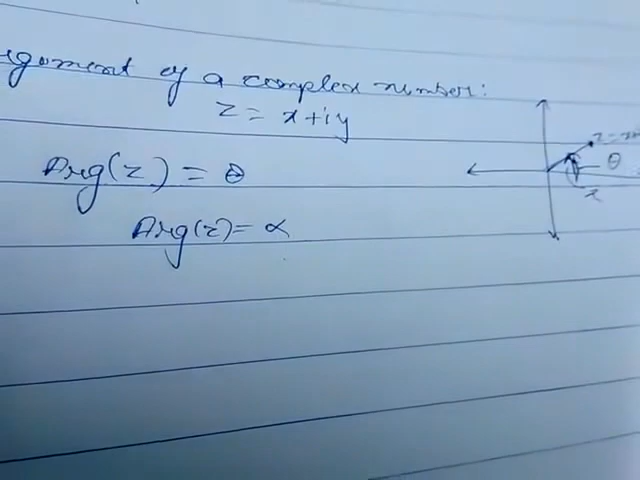 of a complex number:
z = x+iy
Arg(z) = θ
θ
Arg(z) = α